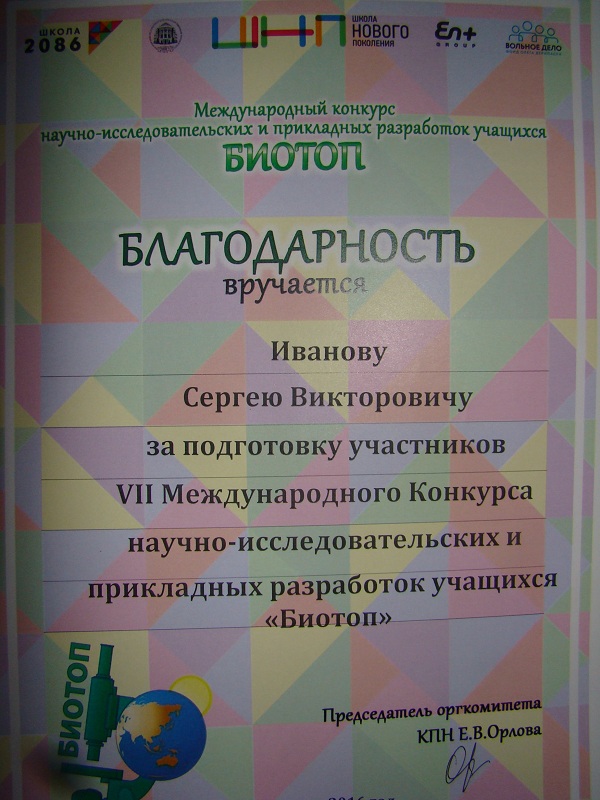 ШКОЛА
2086
ШНП
ШКОЛА
НОВОГО
ПОКОЛЕНИЯ
En+
GROUP
ВОЛЬНОЕ ДЕЛО
Международный конкурс
научно-исследовательских и прикладных разработок учащихся
БИОТОП
БЛАГОДАРНОСТЬ
вручается
Иванову
Сергею Викторовичу
за подготовку участников
VII Международного Конкурса
научно-исследовательских и
прикладных разработок учащихся
«Биотоп»
БИОТОП
Председатель оргкомитета
КПН Е.В.Орлова
2016 год